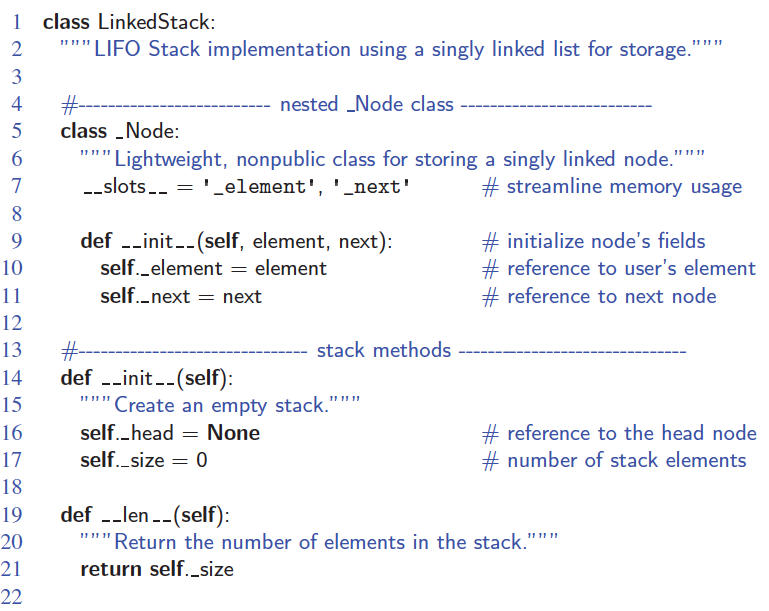 1 class LinkedStack:
2 """LIFO Stack implementation using a singly linked list for storage."""
3
4 #-------------------------- nested _Node class --------------------------
5 class _Node:
6 """Lightweight, nonpublic class for storing a singly linked node."""
7 __slots__ = '_element', '_next' # streamline memory usage
8
9 def __init__(self, element, next): # initialize node's fields
10 self._element = element # reference to user's element
11 self._next = next # reference to next node
12
13 #------------------------------- stack methods -------------------------------
14 def __init__(self):
15 """Create an empty stack."""
16 self._head = None # reference to the head node
17 self._size = 0 # number of stack elements
18
19 def __len__(self):
20 """Return the number of elements in the stack."""
21 return self._size
22